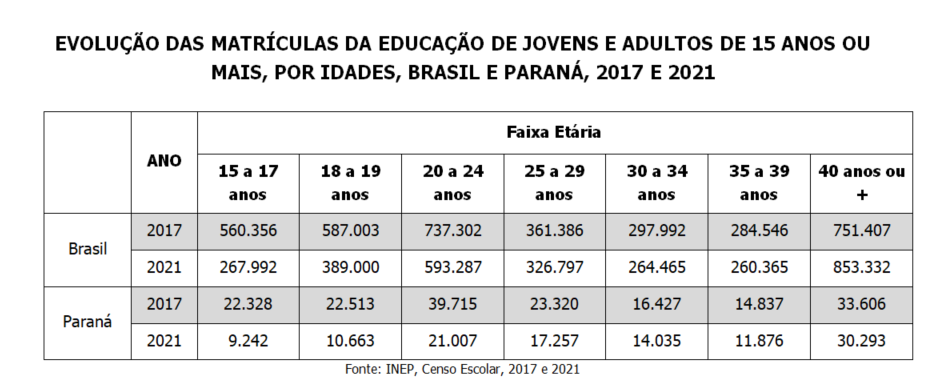 EVOLUÇÃO DAS MATRÍCULAS DA EDUCAÇÃO DE JOVENS E ADULTOS DE 15 ANOS OU
MAIS, POR IDADES, BRASIL E PARANÁ, 2017 E 2021
ANO
Faixa Etária
15 a 17 anos 18 a 19 anos 20 a 24 anos 25 a 29 anos 30 a 34 anos 35 a 39 anos 40 anos ou +
Brasil
2017 560.356 587.003 737.302 361.386 297.992 284.546 751.407
2021 267.992 389.000 593.287 326.797 264.465 260.365 853.332
Paraná
2017 22.328 22.513 39.715 23.320 16.427 14.837 33.606
2021 9.242 10.663 21.007 17.257 14.035 11.876 30.293
Fonte: INEP, Censo Escolar, 2017 e 2021